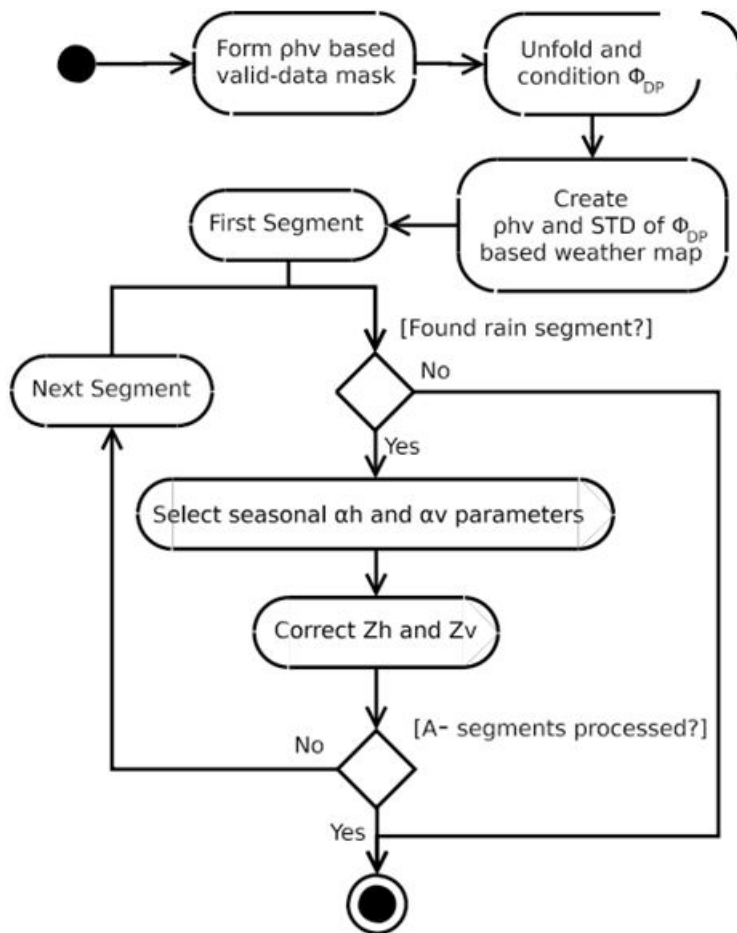 Form ρhv based
valid-data mask
Unfold and
condition Φ_DP
Create
ρhv and STD of Φ_DP
based weather map
First Segment
[Found rain segment?]
Next Segment
No
Yes
Select seasonal αh and αv parameters
Correct Zh and Zv
[A- segments processed?]
No
Yes